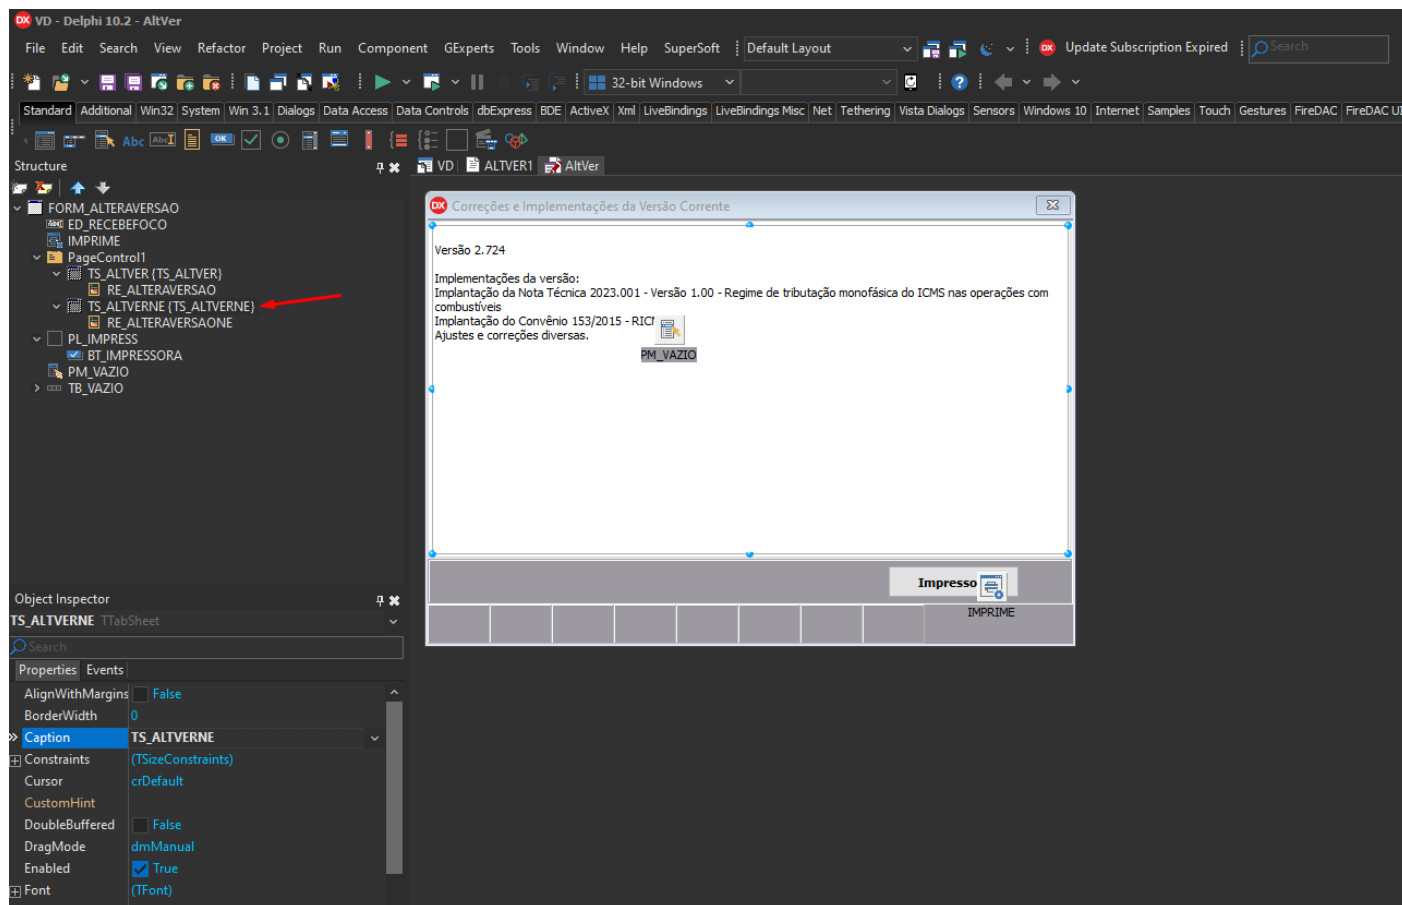 VD - Delphi 10.2 - AltVer
File Edit Search View Refactor Project Run Component GExperts Tools Window Help SuperSoft Default Layout Update Subscription Expired Search
32-bit Windows
Standard Additional Win32 System Win 3.1 Dialogs Data Access Data Controls dbExpress BDE ActiveX Xml LiveBindings LiveBindings Misc Net Tethering Vista Dialogs Sensors Windows 10 Internet Samples Touch Gestures FireDAC FireDAC UI
Abc AbcI OK
Structure
VD ALTVER1 AltVer
FORM_ALTERAVERSAO
ED_RECEBEFOCO
IMPRIME
PageControl1
TS_ALTVER {TS_ALTVER}
RE_ALTERAVERSAO
TS_ALTVERNE {TS_ALTVERNE}
RE_ALTERAVERSAONE
PL_IMPRESS
BT_IMPRESSORA
PM_VAZIO
TB_VAZIO
Correções e Implementações da Versão Corrente
Versão 2.724
Implementações da versão:
Implantação da Nota Técnica 2023.001 - Versão 1.00 - Regime de tributação monofásica do ICMS nas operações com
combustíveis
Implantação do Convênio 153/2015 - RICM
Ajustes e correções diversas.
PM_VAZIO
Impresso
IMPRIME
Object Inspector
TS_ALTVERNE TTabSheet
Search
Properties Events
AlignWithMargins False
BorderWidth 0
Caption TS_ALTVERNE
Constraints (TSizeConstraints)
Cursor crDefault
CustomHint
DoubleBuffered False
DragMode dmManual
Enabled True
Font (TFont)